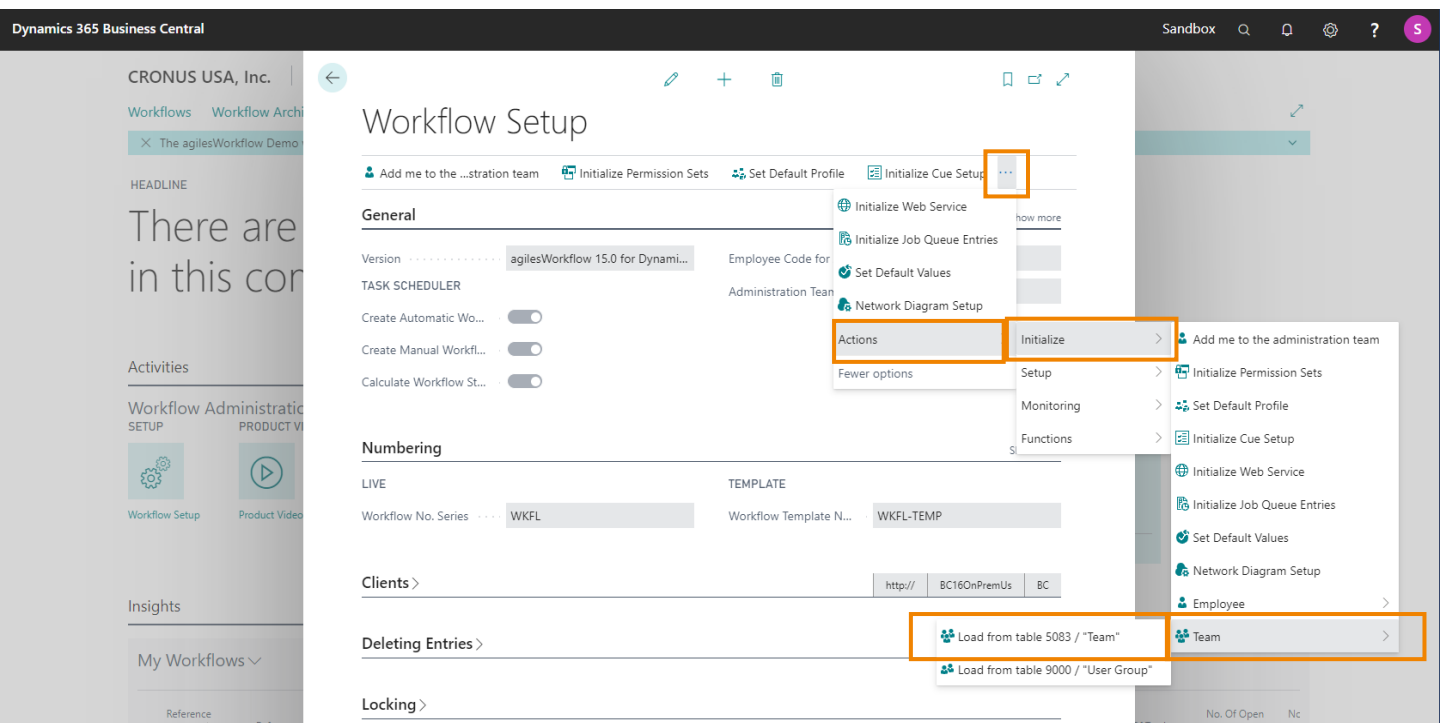 Dynamics 365 Business Central
Sandbox
?
S
CRONUS USA, Inc.
Workflows Workflow Archi
The agilesWorkflow Demo
HEADLINE
There are
in this cor
Activities
Workflow Administratic
SETUP PRODUCT VI
Workflow Setup Product Video
Insights
My Workflows
Reference
Workflow Setup
Add me to the ...stration team Initialize Permission Sets Set Default Profile Initialize Cue Setup ...
General how more
Version agilesWorkflow 15.0 for Dynami... Employee Code for
TASK SCHEDULER Administration Tean
Create Automatic Wo...
Create Manual Workfl...
Calculate Workflow St...
Numbering
LIVE TEMPLATE
Workflow No. Series WKFL Workflow Template N... WKFL-TEMP
Clients http:// BC16OnPremUs BC
Deleting Entries
Locking
Initialize Web Service
Initialize Job Queue Entries
Set Default Values
Network Diagram Setup
Actions
Fewer options
Initialize
Setup
Monitoring
Functions
Add me to the administration team
Initialize Permission Sets
Set Default Profile
Initialize Cue Setup
Initialize Web Service
Initialize Job Queue Entries
Set Default Values
Network Diagram Setup
Employee
Team
Load from table 5083 / "Team"
Load from table 9000 / "User Group"
No. Of Open Nc